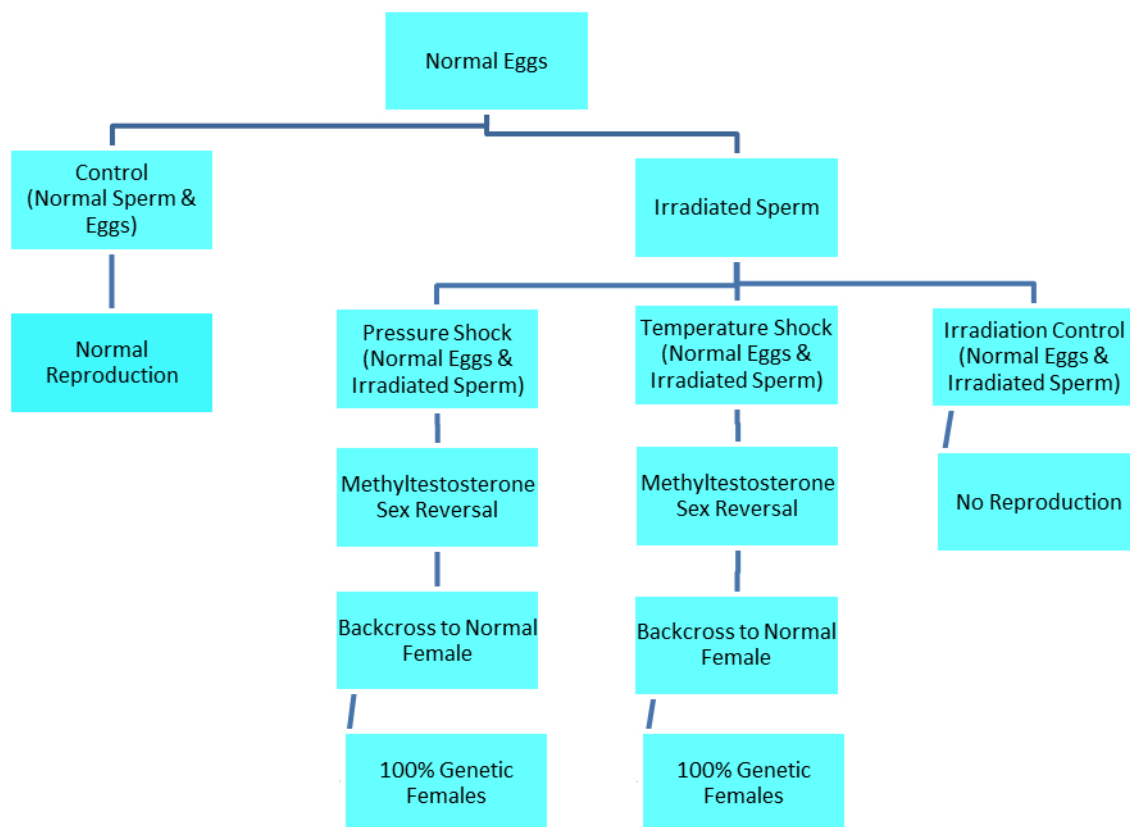 Normal Eggs
Control
(Normal Sperm &
Eggs)
Irradiated Sperm
Normal
Reproduction
Pressure Shock
(Normal Eggs &
Irradiated Sperm)
Temperature Shock
(Normal Eggs &
Irradiated Sperm)
Irradiation Control
(Normal Eggs &
Irradiated Sperm)
Methyltestosterone
Sex Reversal
Methyltestosterone
Sex Reversal
No Reproduction
Backcross to Normal
Female
Backcross to Normal
Female
100% Genetic
Females
100% Genetic
Females